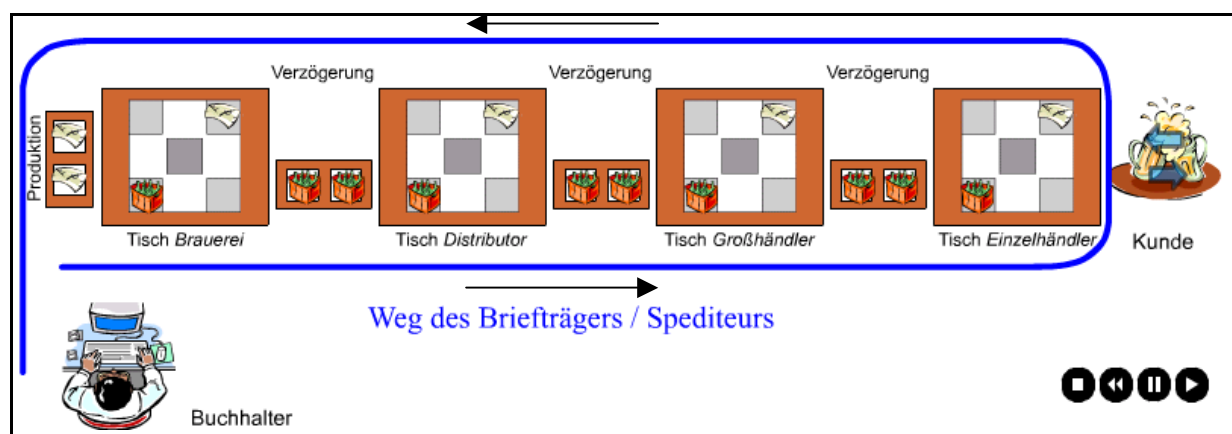 Verzögerung
Verzögerung
Verzögerung
Produktion
Tisch Brauerei
Tisch Distributor
Tisch Großhändler
Tisch Einzelhändler
Kunde
Weg des Briefträgers / Spediteurs
Buchhalter